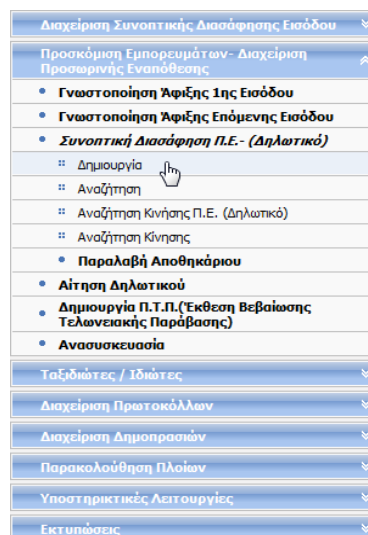 Διαχείριση Συνοπτικής Διασάφησης Εισόδου
Προσκόμιση Εμπορευμάτων- Διαχείριση
Προσωρινής Εναπόθεσης
Γνωστοποίηση Άφιξης 1ης Εισόδου
Γνωστοποίηση Άφιξης Επόμενης Εισόδου
Συνοπτική Διασάφηση Π.Ε.- (Δηλωτικό)
Δημιουργία
Αναζήτηση
Αναζήτηση Κινήσης Π.Ε. (Δηλωτικό)
Αναζήτηση Κίνησης
Παραλαβή Αποθηκάριου
Αίτηση Δηλωτικού
Δημιουργία Π.Τ.Π.(Έκθεση Βεβαίωσης
Τελωνειακής Παράβασης)
Ανασυσκευασία
Ταξιδιώτες / Ιδιώτες
Διαχείριση Πρωτοκόλλων
Διαχείριση Δημοπρασιών
Παρακολούθηση Πλοίων
Υποστηρικτικές Λειτουργίες
Εκτυπώσεις